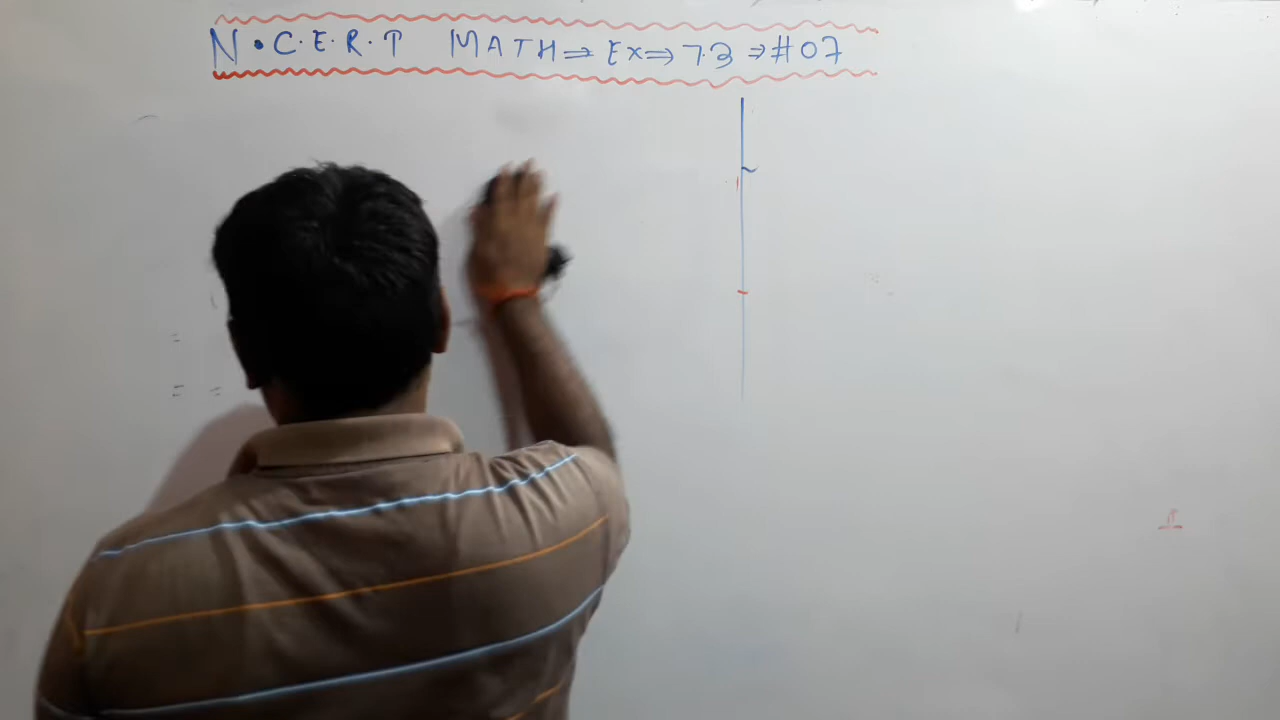 N.C.E.R.T MATH ⇒ Ex ⇒ 7.3 ⇒ #07